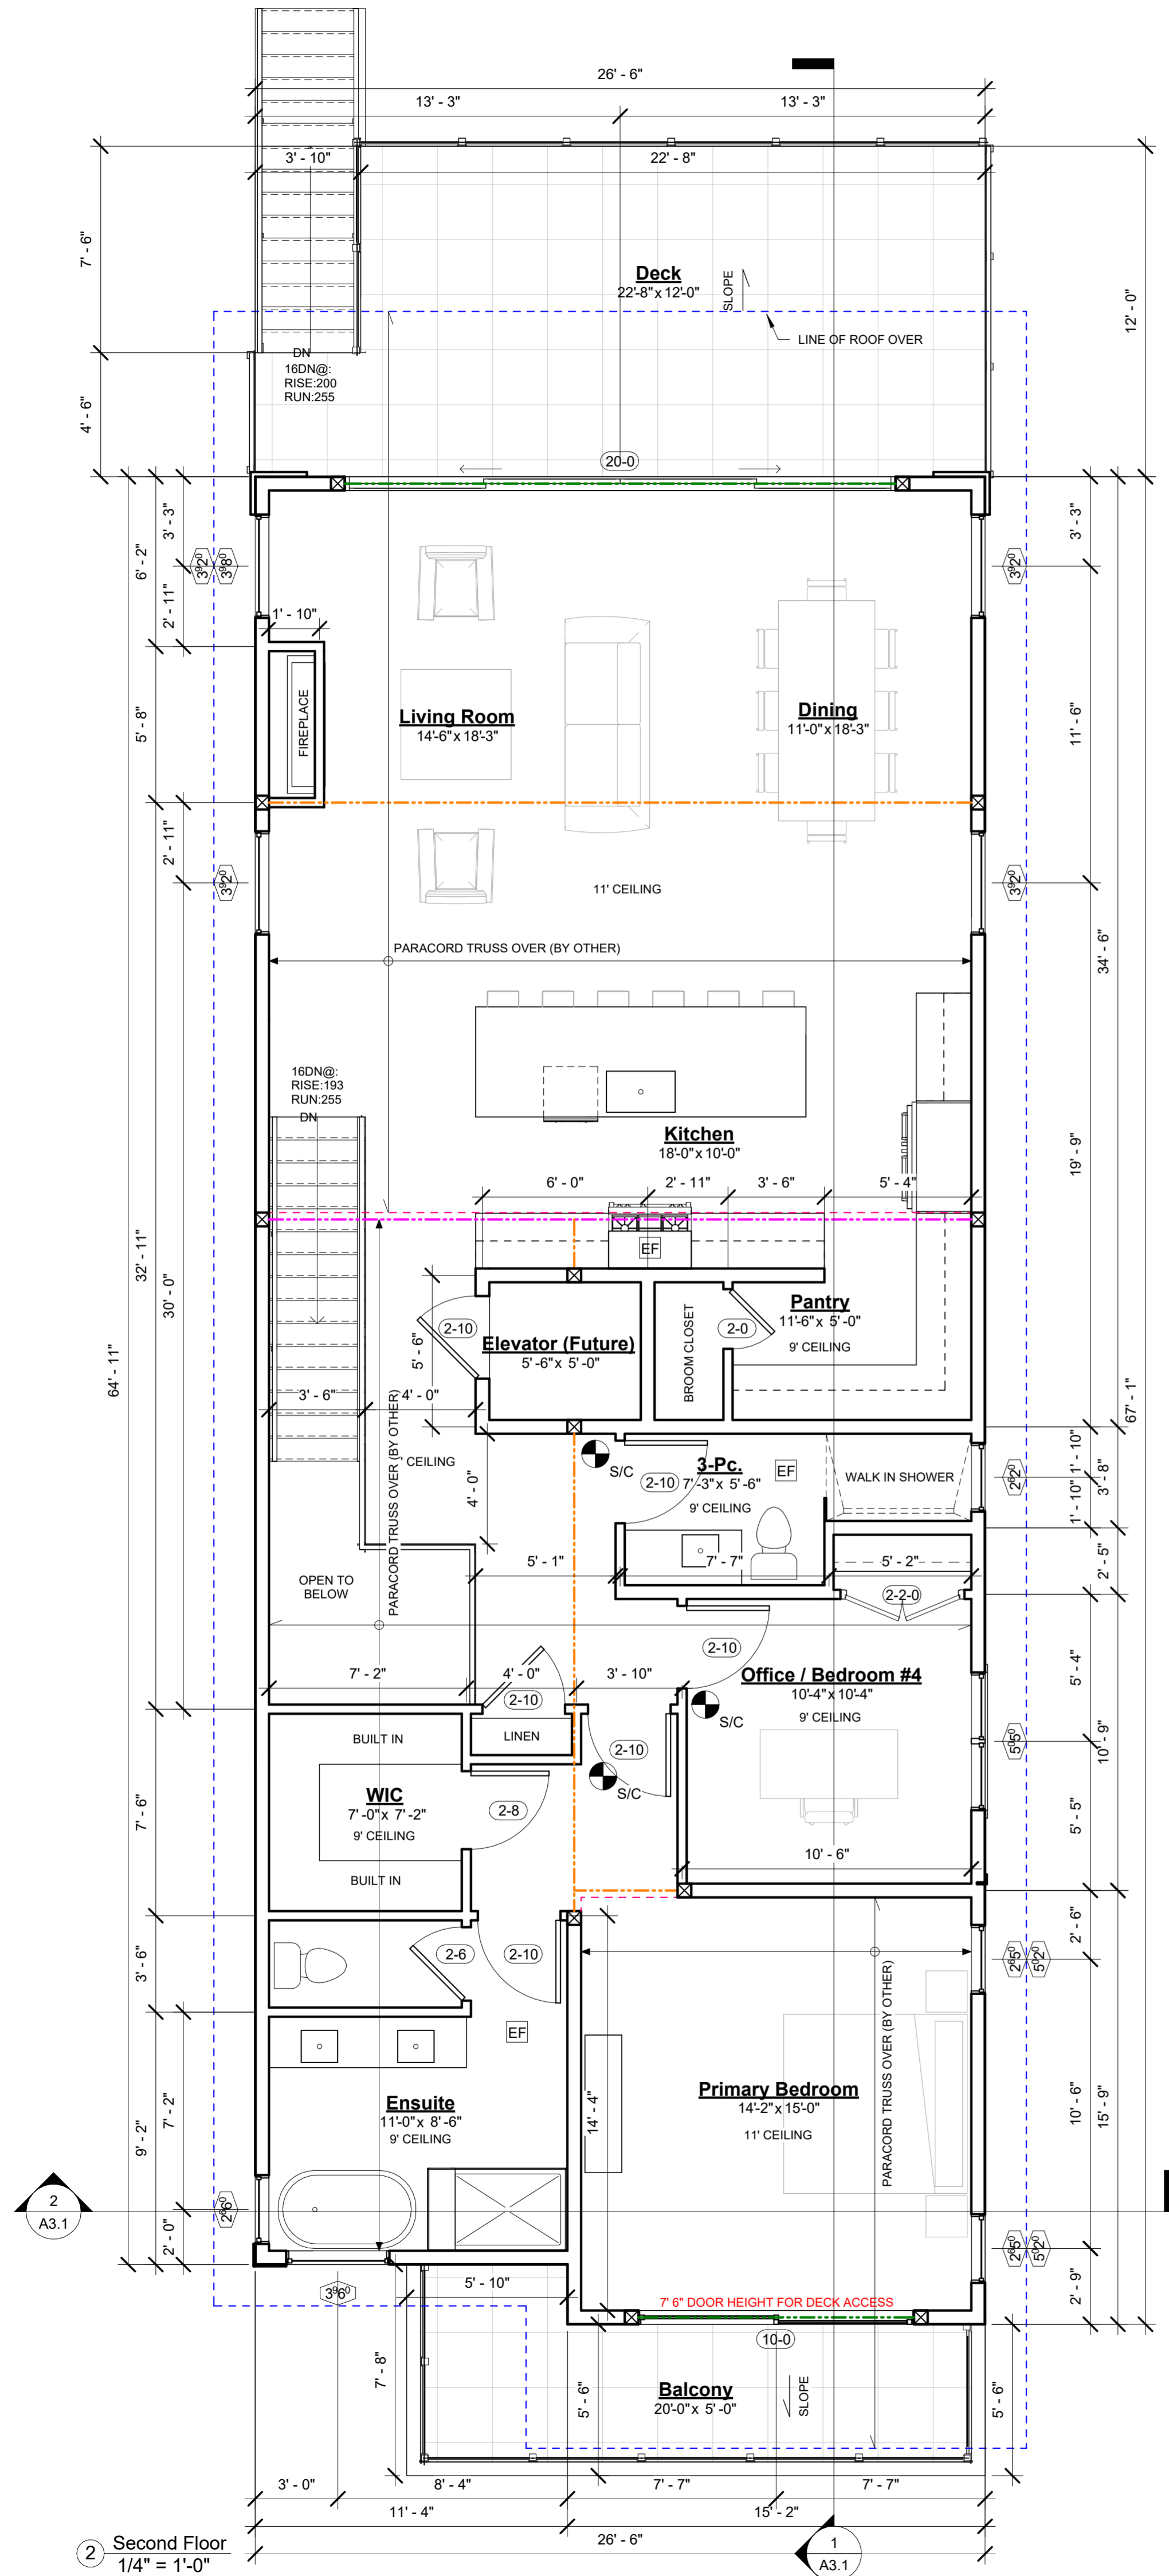 26' - 6"
13' - 3"
13' - 3"
3' - 10"
22' - 8"
7' - 6"
4' - 6"
12' - 0"
Deck
22'-8" x 12'-0"
SLOPE
LINE OF ROOF OVER
DN
16DN@:
RISE:200
RUN:255
20-0
3' - 3"
6' - 2"
2' - 11"
3'3"
1' - 10"
5' - 8"
FIREPLACE
Living Room
14'-6" x 18'-3"
Dining
11'-0" x 18'-3"
3' - 3"
11' - 6"
2' - 11"
11' CEILING
34' - 6"
PARACORD TRUSS OVER (BY OTHER)
16DN@:
RISE:193
RUN:255
DN
Kitchen
18'-0" x 10'-0"
19' - 9"
6' - 0"
2' - 11"
3' - 6"
5' - 4"
EF
32' - 11"
30' - 0"
64' - 11"
67' - 1"
2-10
5' - 6"
Elevator (Future)
5'-6" x 5'-0"
BROOM CLOSET
2-0
Pantry
11'-6" x 5'-0"
9' CEILING
3' - 6"
4' - 0"
PARACORD TRUSS OVER (BY OTHER)
' CEILING
4' - 0"
S/C
2-10
3-Pc.
7'-3" x 5'-6"
9' CEILING
EF
WALK IN SHOWER
1' - 10"
1' - 10"
3' - 8"
2' - 5"
OPEN TO
BELOW
5' - 1"
7' - 7"
5' - 2"
2-2-0
2-10
7' - 2"
4' - 0"
3' - 10"
Office / Bedroom #4
10'-4" x 10'-4"
9' CEILING
5' - 4"
10' - 9"
5' - 5"
S/C
2-10
LINEN
2-10
S/C
BUILT IN
WIC
7'-0" x 7'-2"
9' CEILING
BUILT IN
2-8
7' - 6"
10' - 6"
3' - 6"
2-6
2-10
EF
2' - 6"
Ensuite
11'-0" x 8'-6"
9' CEILING
7' - 2"
9' - 2"
14' - 4"
Primary Bedroom
14'-2" x 15'-0"
11' CEILING
PARACORD TRUSS OVER (BY OTHER)
10' - 6"
15' - 9"
2
A3.1
2' - 0"
2' - 9"
5' - 10"
7' 6" DOOR HEIGHT FOR DECK ACCESS
10-0
7' - 8"
5' - 6"
Balcony
20'-0" x 5'-0"
SLOPE
5' - 6"
3' - 0"
8' - 4"
7' - 7"
7' - 7"
11' - 4"
15' - 2"
26' - 6"
2
Second Floor
1/4" = 1'-0"
1
A3.1